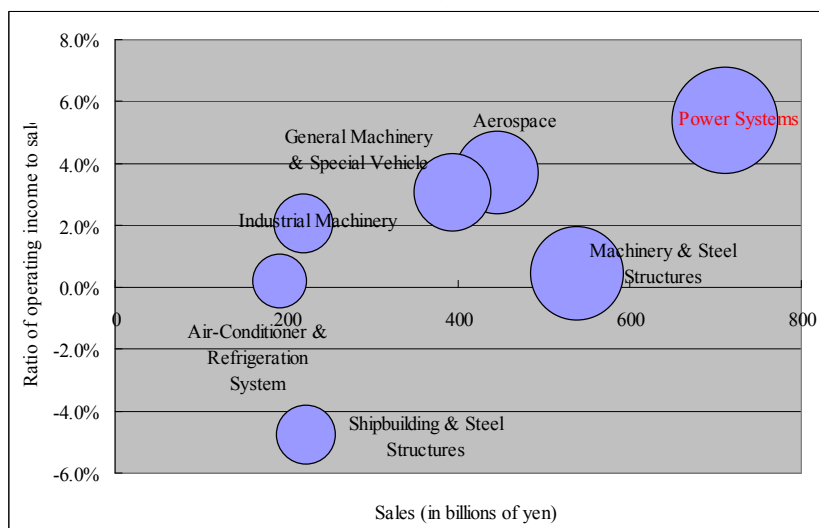 8.0%
6.0%
4.0%
2.0%
0.0%
-2.0%
-4.0%
-6.0%
Ratio of operating income to sale
Aerospace
Power Systems
General Machinery
& Special Vehicle
Industrial Machinery
Machinery & Steel
Structures
0
200
400
600
800
Air-Conditioner &
Refrigeration
System
Shipbuilding & Steel
Structures
Sales (in billions of yen)